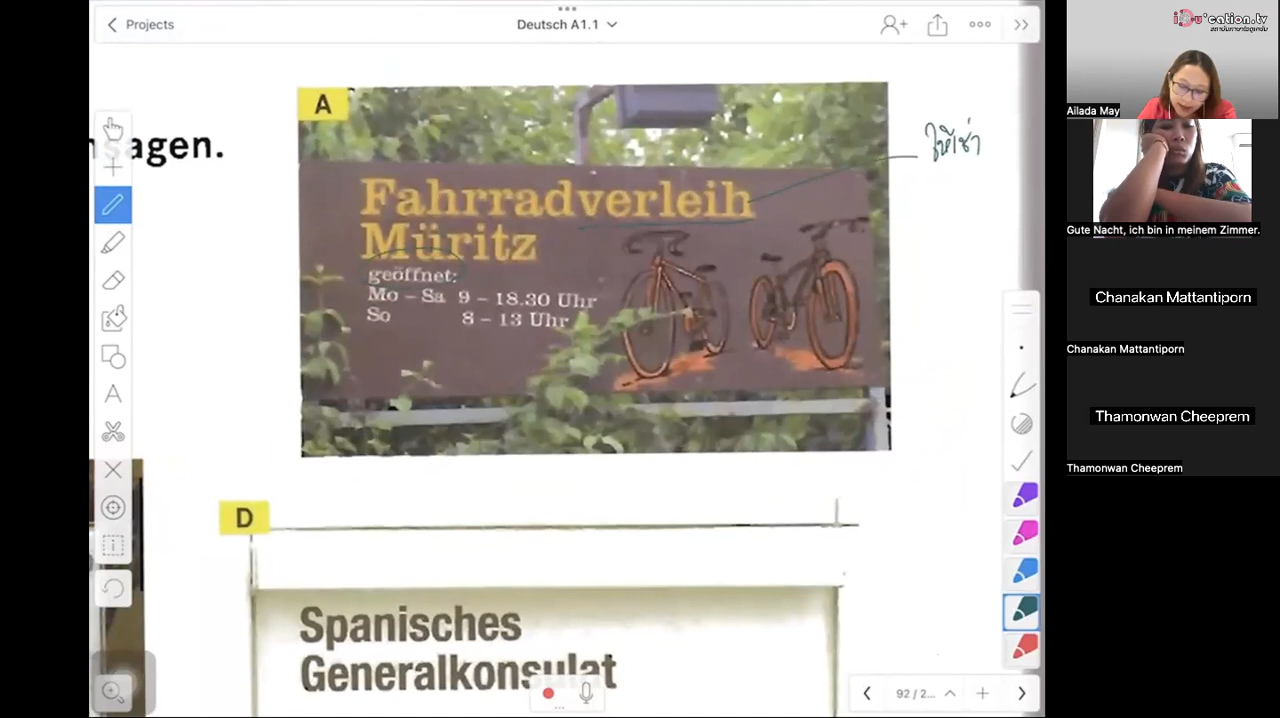 Projects
Deutsch A1.1
nsagen.
A
ให้เช่า
Fahrradverleih
Müritz
geöffnet:
Mo – Sa 9 – 18.30 Uhr
So 8 – 13 Uhr
D
Spanisches
Generalkonsulat
92 / 2...
Ailada May
Gute Nacht, ich bin in meinem Zimmer.
Chanakan Mattantiporn
Chanakan Mattantiporn
Thamonwan Cheeprem
Thamonwan Cheeprem